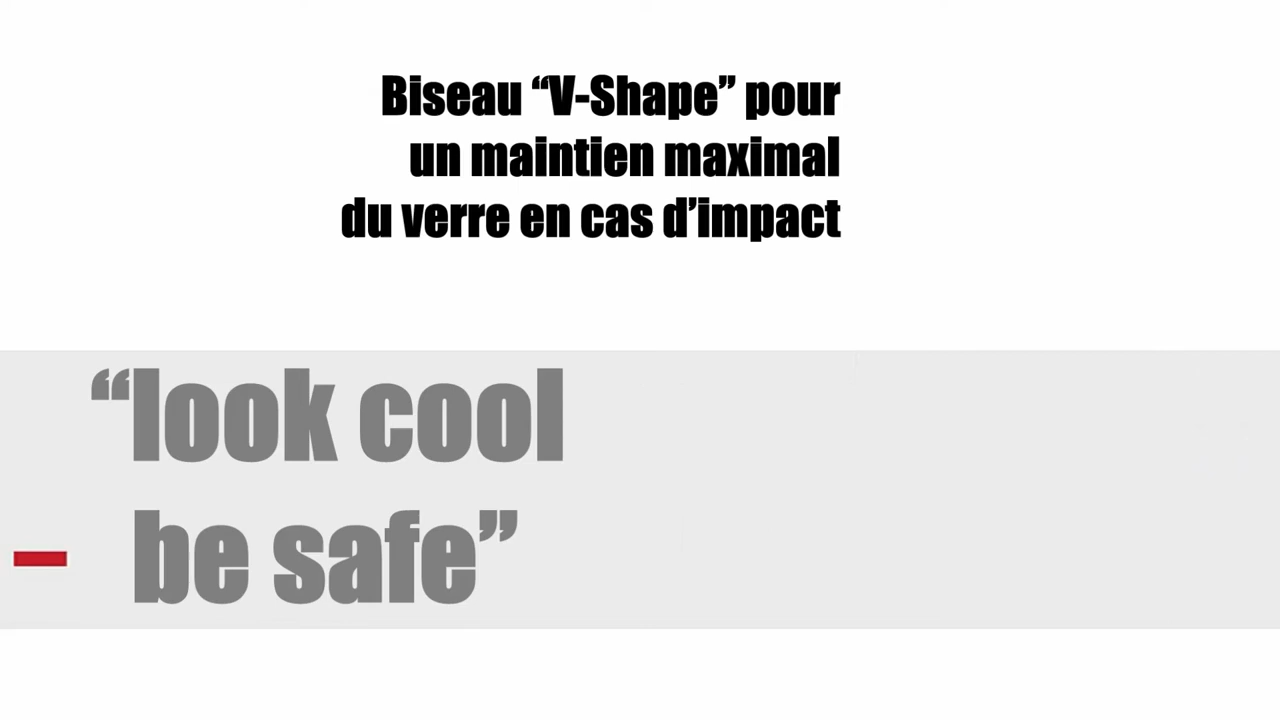 Biseau “V-Shape” pour
un maintien maximal
du verre en cas d’impact
“look cool
be safe”